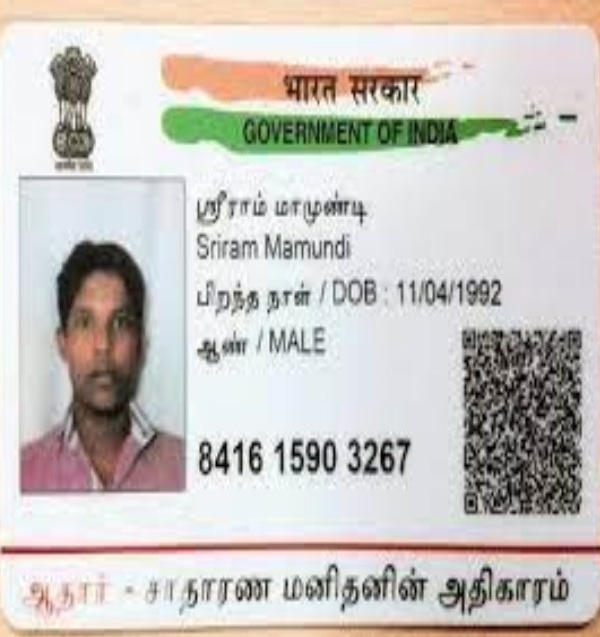 भारत सरकार
GOVERNMENT OF INDIA
ஸ்ரீராம் மாமுண்டி
Sriram Mamundi
பிறந்த நாள் / DOB : 11/04/1992
ஆண் / MALE
8416 1590 3267
ஆதார் - சாதாரண மனிதனின் அதிகாரம்